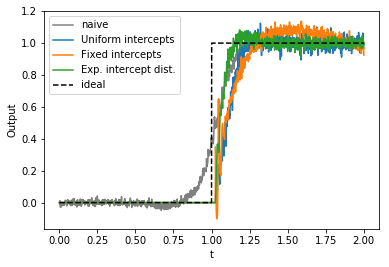 naive
Uniform intercepts
Fixed intercepts
Exp. intercept dist.
ideal
1.2
1.0
0.8
0.6
0.4
0.2
0.0
Output
0.00 0.25 0.50 0.75 1.00 1.25 1.50 1.75 2.00
t